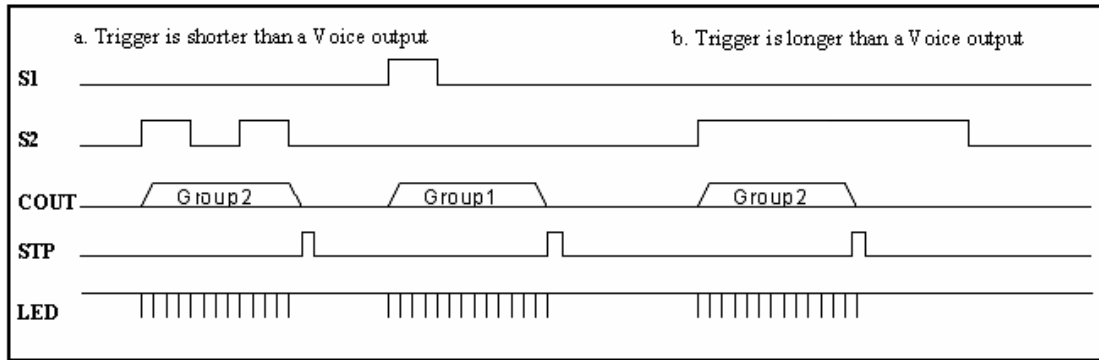 a. Trigger is shorter than a Voice output
b. Trigger is longer than a Voice output
S1
S2
COUT
Group2
Group1
Group2
STP
LED